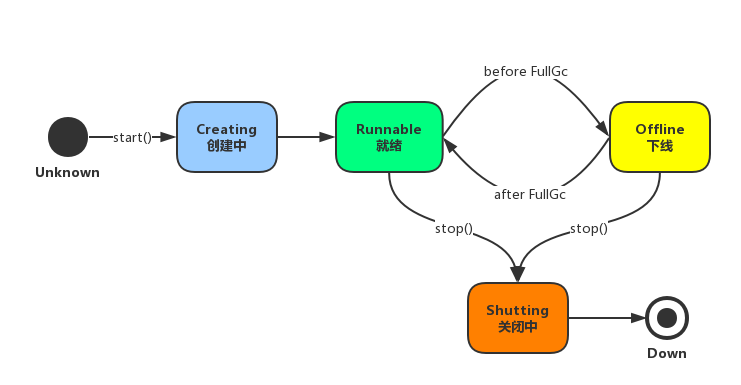 before FullGc
start()
Creating
创建中
Runnable
就绪
Offline
下线
Unknown
after FullGc
stop()
stop()
Shutting
关闭中
Down